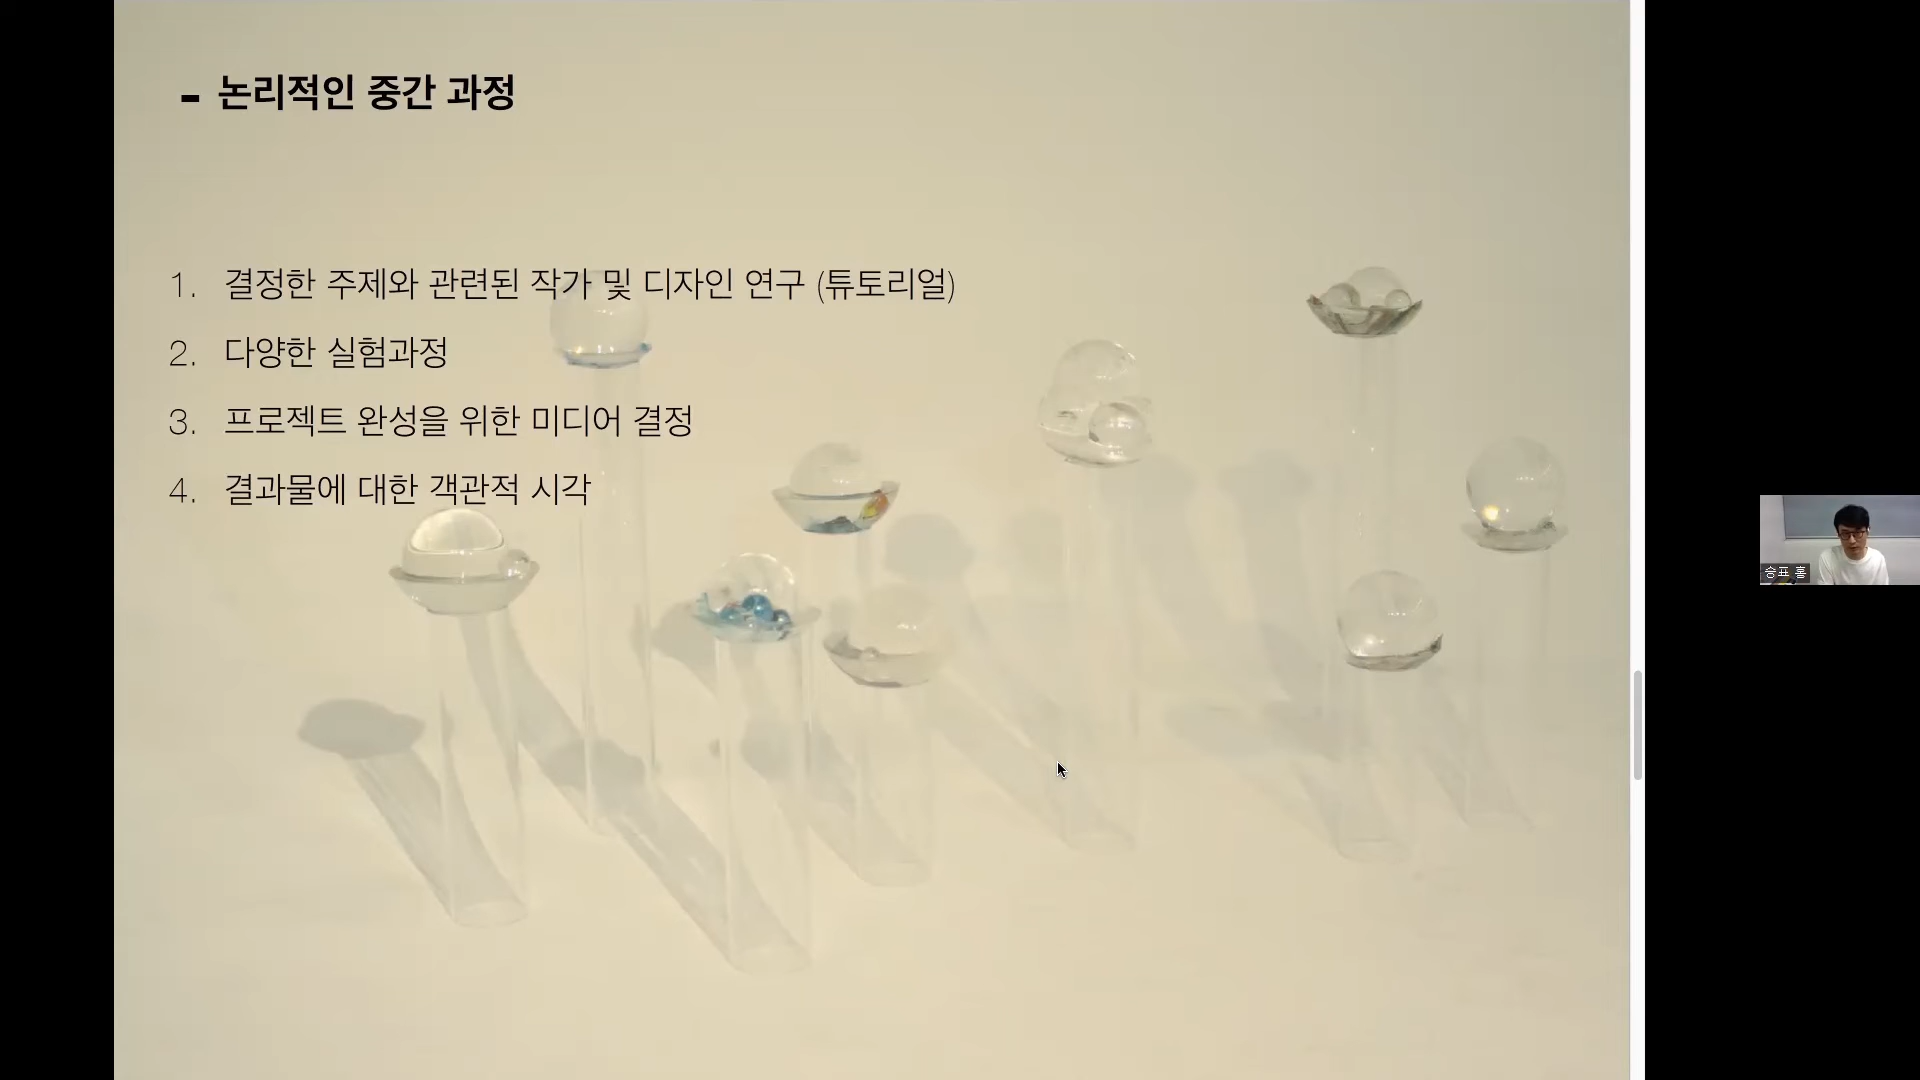 - 논리적인 중간 과정
1. 결정한 주제와 관련된 작가 및 디자인 연구 (튜토리얼)
2. 다양한 실험과정
3. 프로젝트 완성을 위한 미디어 결정
4. 결과물에 대한 객관적 시각
승표 홍